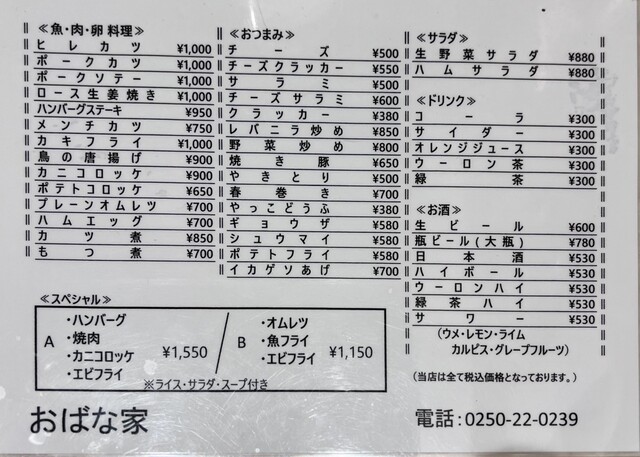 ≪魚・肉・卵 料理≫
ヒレカツ ¥1,000
ポークカツ ¥1,000
ポークソテー ¥1,000
ロース生姜焼き ¥1,000
ハンバーグステーキ ¥950
メンチカツ ¥750
カキフライ ¥1,000
鳥の唐揚げ ¥900
カニコロッケ ¥900
ポテトコロッケ ¥650
プレーンオムレツ ¥700
ハムエッグ ¥700
カツ煮 ¥850
もつ煮 ¥700
≪おつまみ≫
チーズ ¥500
チーズクラッカー ¥550
サラミ ¥500
チーズサラミ ¥600
クラッカー ¥380
レバニラ炒め ¥850
野菜炒め ¥800
焼き豚 ¥650
やきとり ¥500
春巻き ¥700
やっこどうふ ¥380
ギョウザ ¥580
シュウマイ ¥580
ポテトフライ ¥580
イカゲソあげ ¥700
≪サラダ≫
生野菜サラダ ¥880
ハムサラダ ¥880
≪ドリンク≫
コーラ ¥300
サイダー ¥300
オレンジジュース ¥300
ウーロン茶 ¥300
緑茶 ¥300
≪お酒≫
生ビール ¥600
瓶ビール(大瓶) ¥780
日本酒 ¥530
ハイボール ¥530
ウーロンハイ ¥530
緑茶ハイ ¥530
サワー ¥530
(ウメ・レモン・ライム
カルピス・グレープフルーツ)
(当店は全て税込価格となっております。)
≪スペシャル≫
A
・ハンバーグ
・焼肉
・カニコロッケ
・エビフライ
¥1,550
B
・オムレツ
・魚フライ
・エビフライ
¥1,150
※ライス・サラダ・スープ付き
おばな家
電話:0250-22-0239